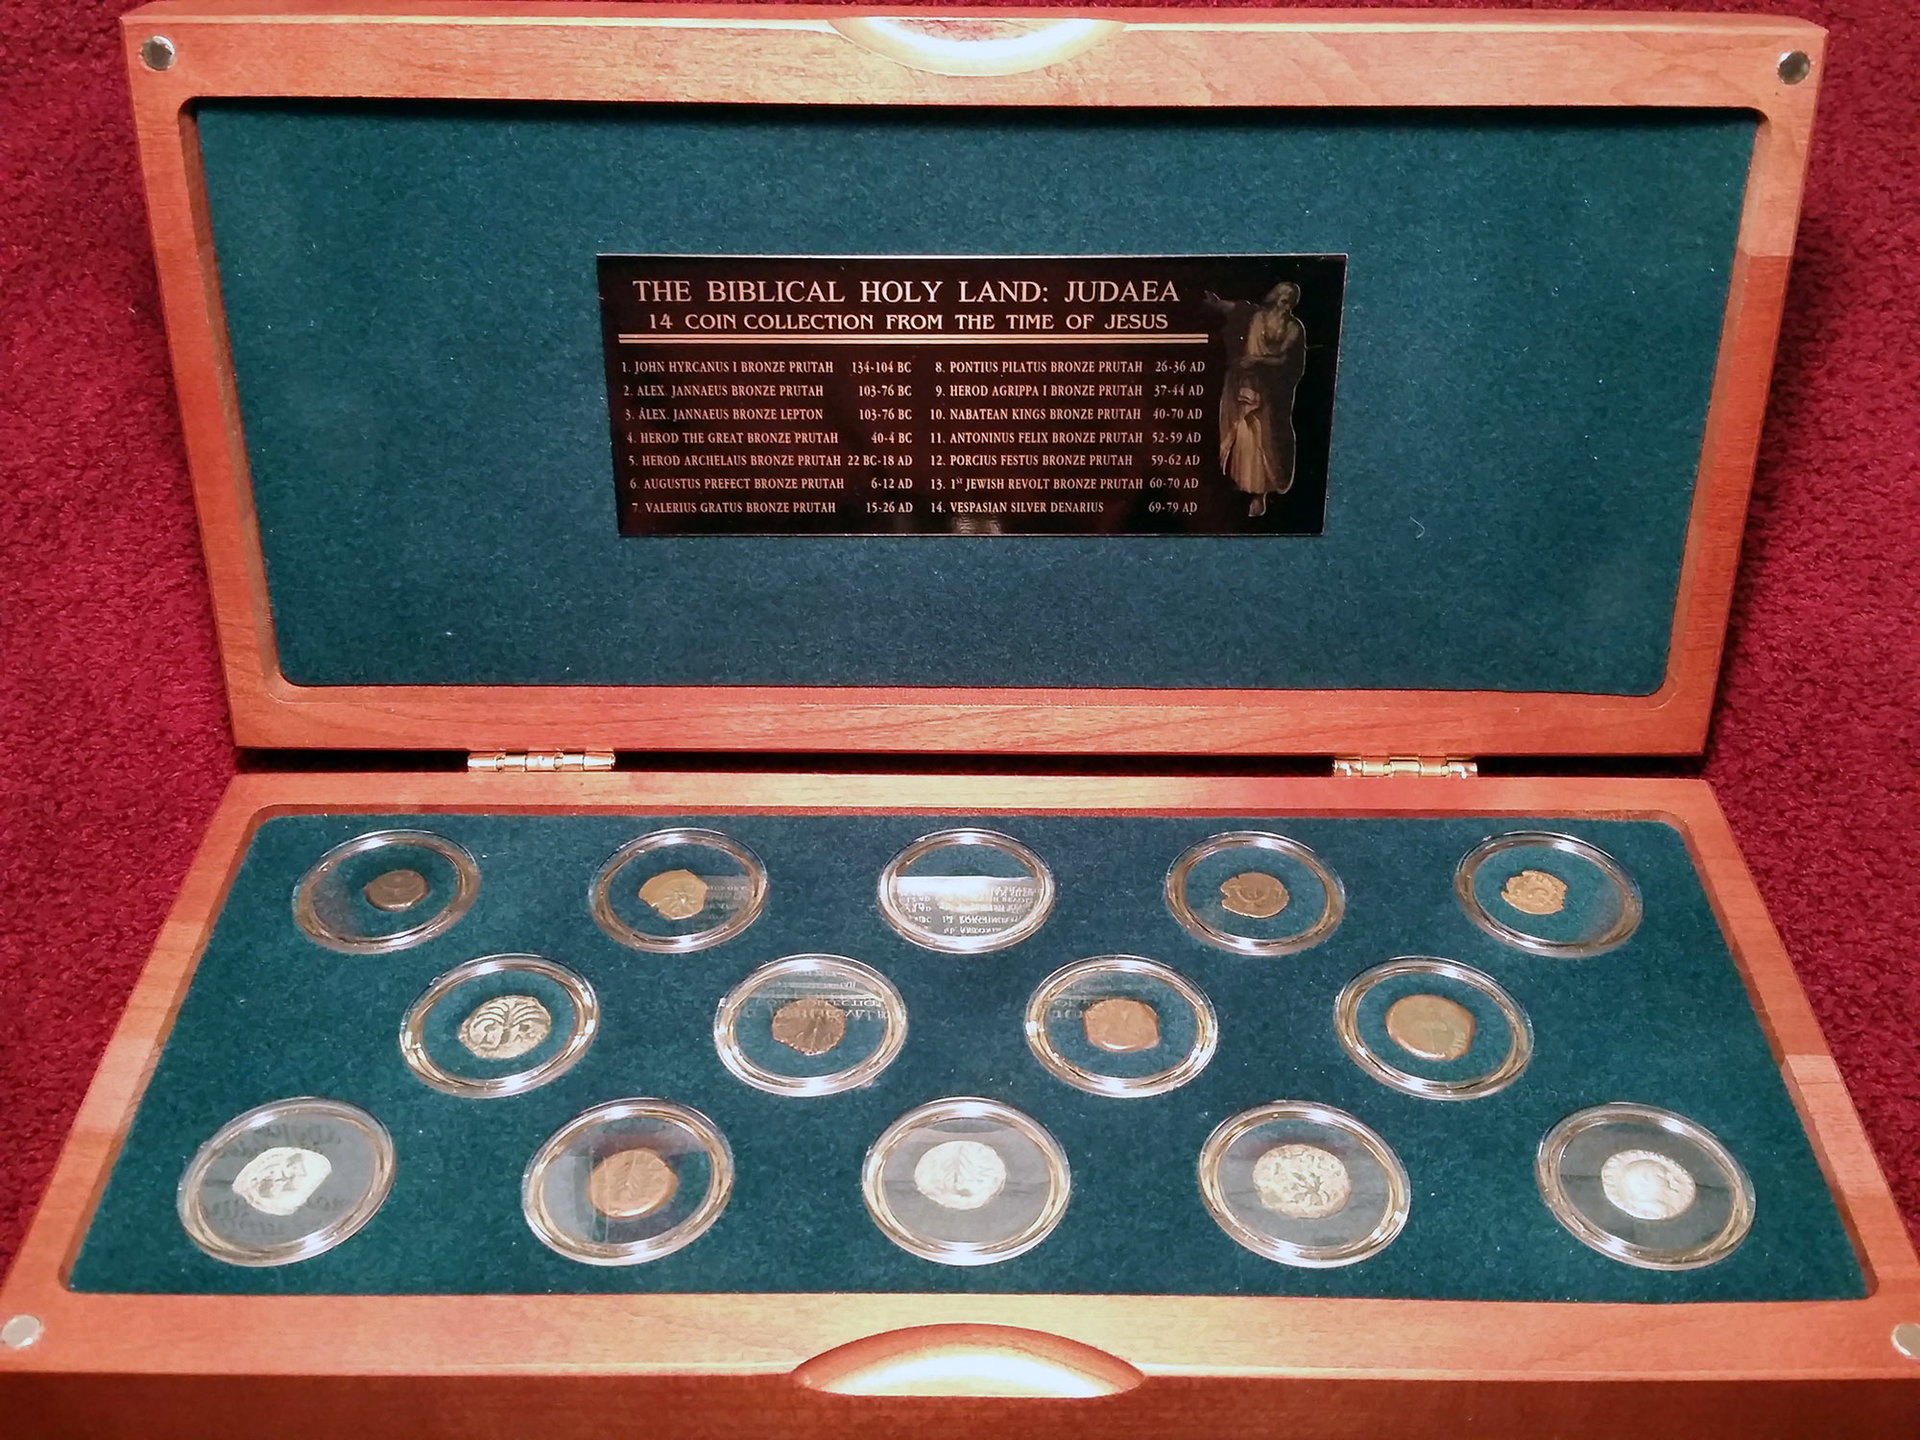 THE BIBLICAL HOLY LAND: JUDAEA
14 COIN COLLECTION FROM THE TIME OF JESUS
1. JOHN HYRCANUS I BRONZE PRUTAH 134-104 BC
2. ALEX. JANNAEUS BRONZE PRUTAH 103-76 BC
3. ALEX. JANNAEUS BRONZE LEPTON 103-76 BC
4. HEROD THE GREAT BRONZE PRUTAH 40-4 BC
5. HEROD ARCHELAUS BRONZE PRUTAH 22 BC-18 AD
6. AUGUSTUS PREFECT BRONZE PRUTAH 6-12 AD
7. VALERIUS GRATUS BRONZE PRUTAH 15-26 AD
8. PONTIUS PILATUS BRONZE PRUTAH 26-36 AD
9. HEROD AGRIPPA I BRONZE PRUTAH 37-44 AD
10. NABATEAN KINGS BRONZE PRUTAH 40-70 AD
11. ANTONINUS FELIX BRONZE PRUTAH 52-59 AD
12. PORCIUS FESTUS BRONZE PRUTAH 59-62 AD
13. 1st JEWISH REVOLT BRONZE PRUTAH 60-70 AD
14. VESPASIAN SILVER DENARIUS 69-79 AD